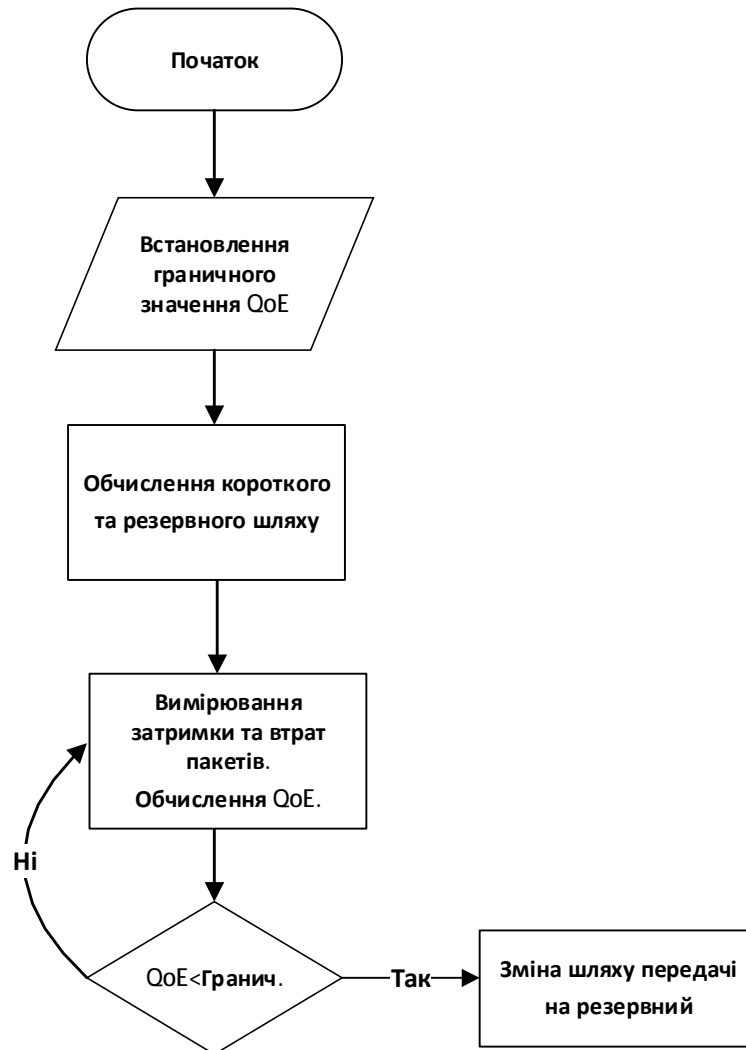 Початок
Встановлення
граничного
значення QoE
Обчислення короткого
та резервного шляху
Вимірювання
затримки та втрат
пакетів.
Обчислення QoE.
Ні
QoE<Гранич.
Так
Зміна шляху передачі
на резервний